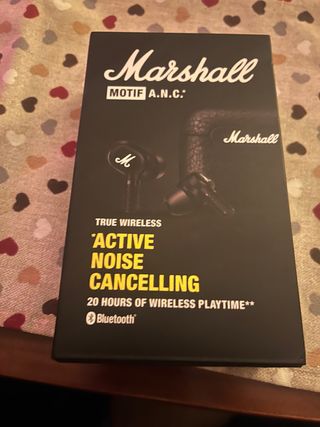 Marshall
MOTIF A.N.C.*
Marshall
M
TRUE WIRELESS
*ACTIVE
NOISE
CANCELLING
20 HOURS OF WIRELESS PLAYTIME**
Bluetooth®